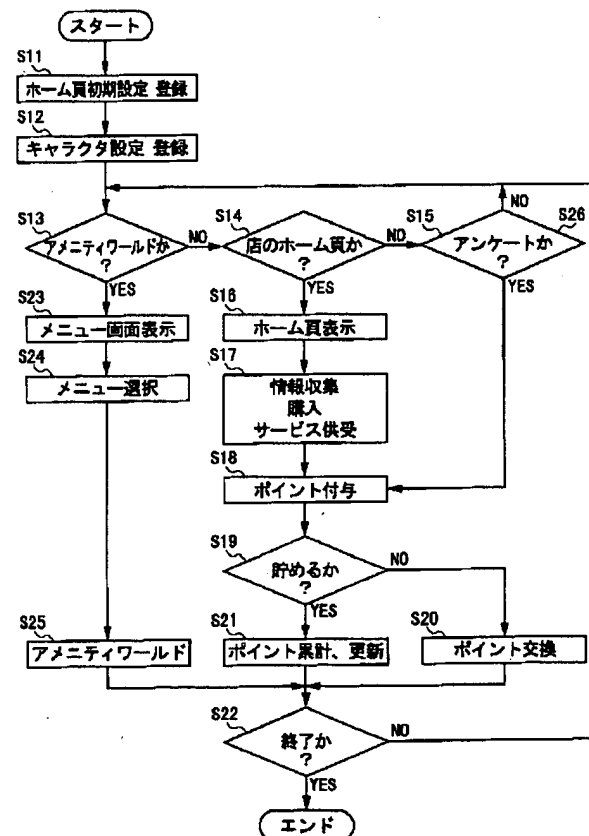 スタート
S11
ホーム頁初期設定 登録
S12
キャラクタ設定 登録
S13
アメニティワールドか
?
NO
YES
S14
店のホーム頁か
?
NO
YES
S15
アンケートか
?
NO
S26
YES
S23
メニュー画面表示
S16
ホーム頁表示
S24
メニュー選択
S17
情報収集
購入
サービス供受
S18
ポイント付与
S19
貯めるか
?
NO
YES
S25
アメニティワールド
S21
ポイント累計、更新
S20
ポイント交換
S22
終了か
?
NO
YES
エンド